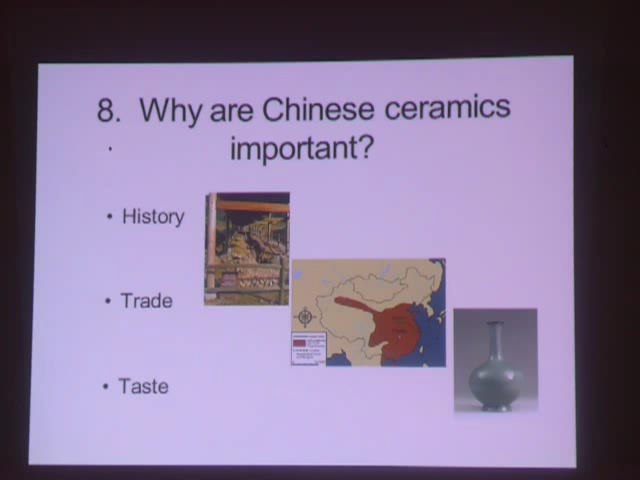 8. Why are Chinese ceramics
important?
• History
• Trade
• Taste